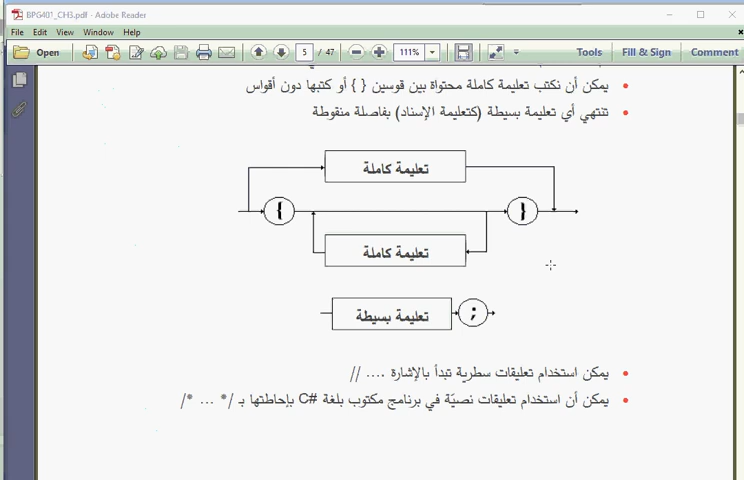 BPG401_CH3.pdf - Adobe Reader
File Edit View Window Help
Open 5 / 47 111% Tools Fill & Sign Comment
يمكن أن نكتب تعليمة كاملة محتواة بين قوسين { } أو كتبها دون أقواس
تنتهي أي تعليمة بسيطة (كتعليمة الإسناد) بفاصلة منقوطة
تعليمة كاملة
{ }
تعليمة كاملة
تعليمة بسيطة ;
يمكن استخدام تعليقات سطرية تبدأ بالإشارة .... //
يمكن أن استخدام تعليقات نصيّة في برنامج مكتوب بلغة C# بإحاطتها بـ /* ... */